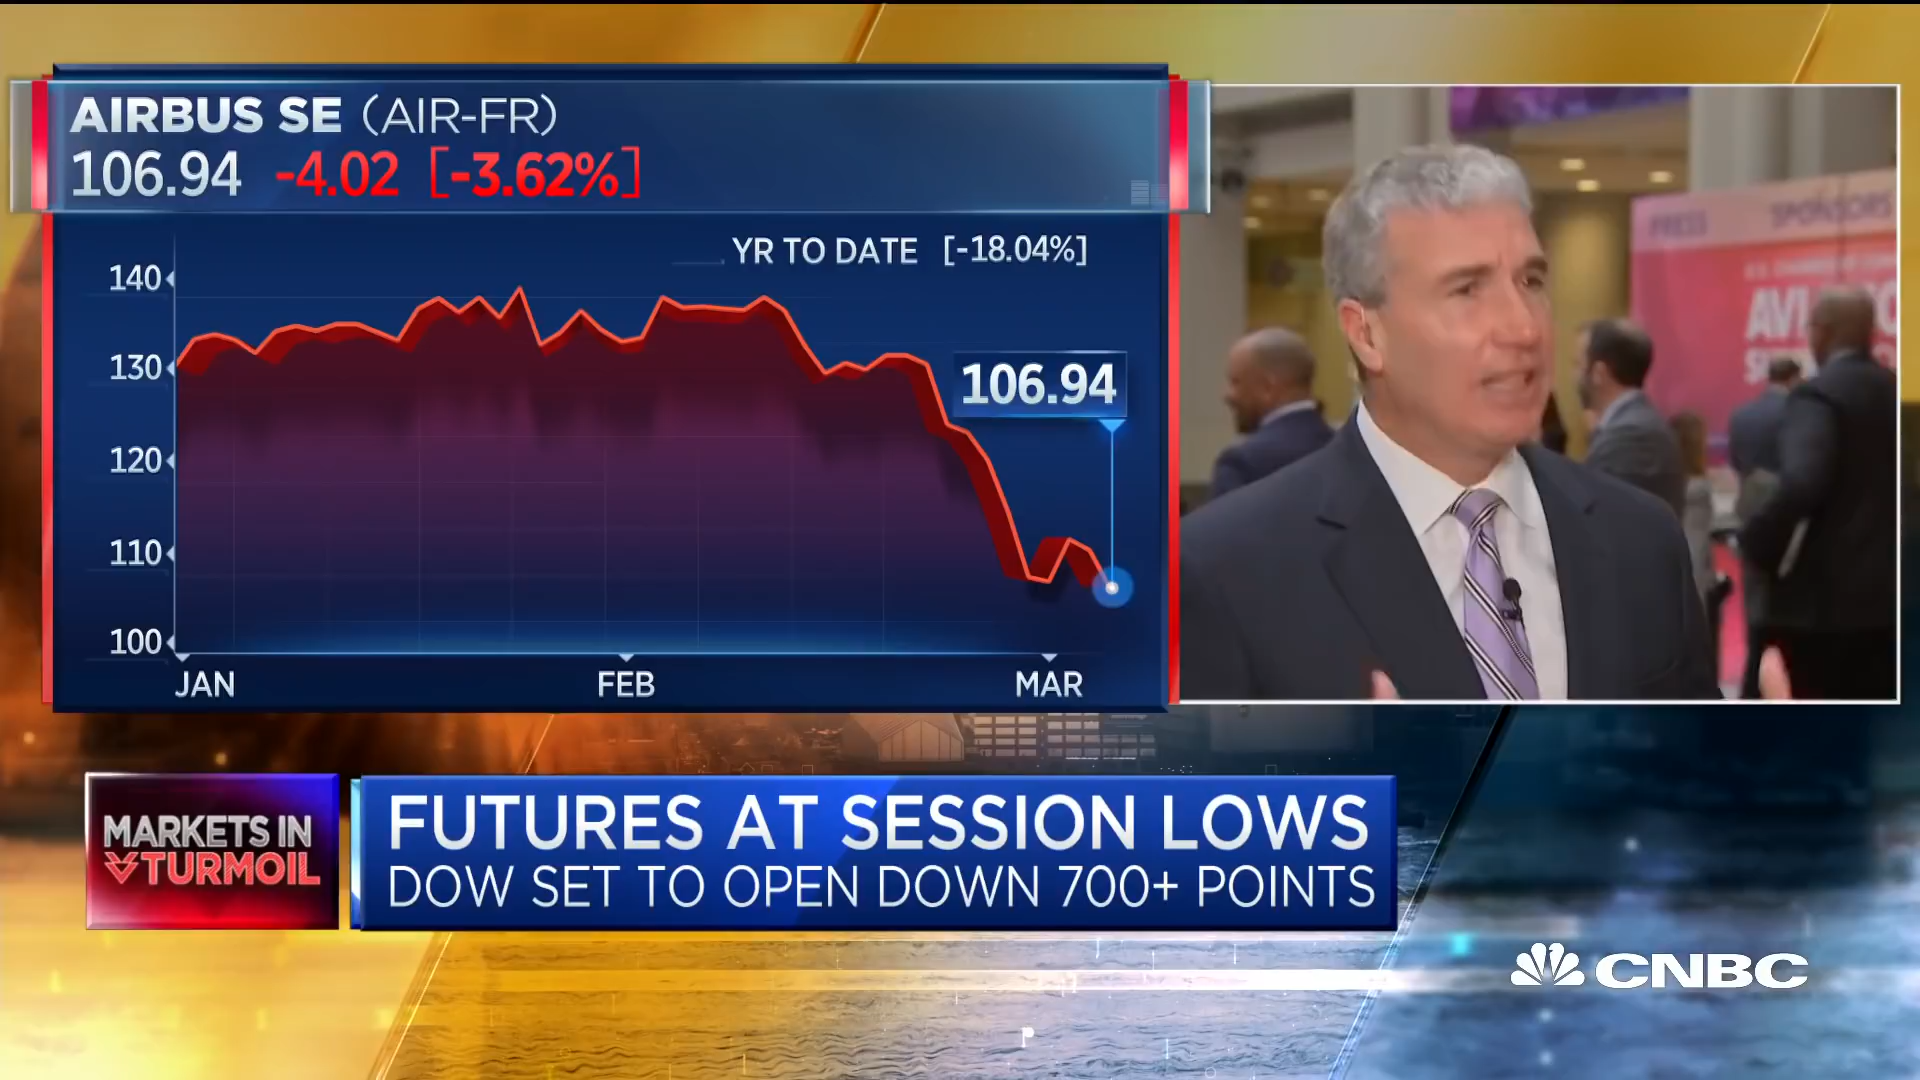 AIRBUS SE (AIR-FR)
106.94 -4.02 [-3.62%]
YR TO DATE [-18.04%]
140
130
120
110
100
106.94
JAN FEB MAR
PRESS SPONSORS
MARKETS IN
TURMOIL
FUTURES AT SESSION LOWS
DOW SET TO OPEN DOWN 700+ POINTS
CNBC